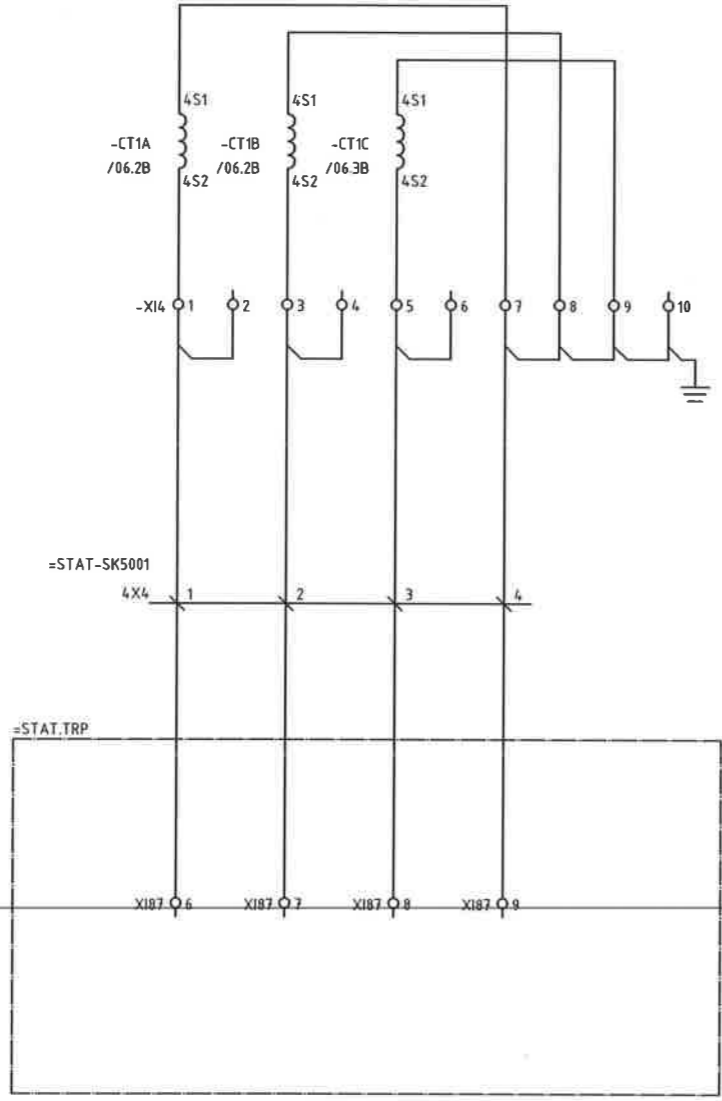 4S1 4S1 4S1
-CT1A -CT1B -CT1C
/06.2B /06.2B /06.3B
4S2 4S2 4S2
-XI4 1 2 3 4 5 6 7 8 9 10
=STAT-SK5001
4X4 1 2 3 4
=STAT.TRP
XI87 6 XI87 7 XI87 8 XI87 9